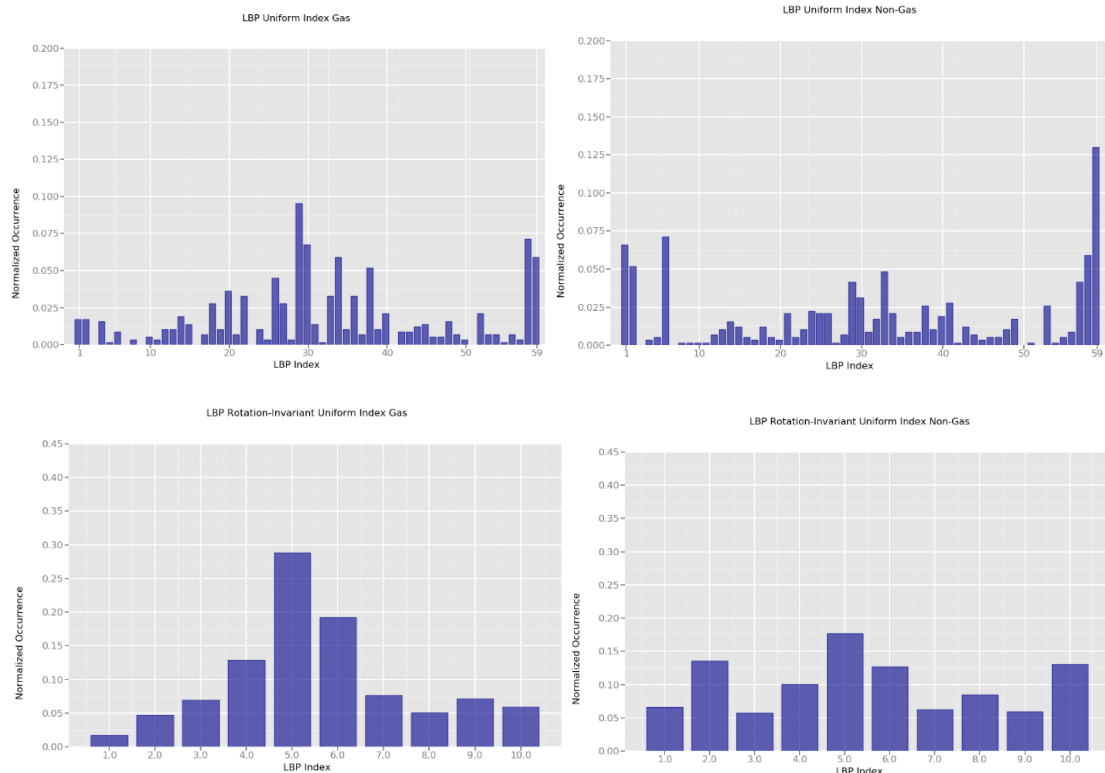 LBP Uniform Index Gas
0.200
0.175
0.150
0.125
0.100
0.075
0.050
0.025
0.000
Normalized Occurrence
1 10 20 30 40 50 59
LBP Index
LBP Uniform Index Non-Gas
0.200
0.175
0.150
0.125
0.100
0.075
0.050
0.025
0.000
Normalized Occurrence
1 10 20 30 40 50 59
LBP Index
LBP Rotation-Invariant Uniform Index Gas
0.45
0.40
0.35
0.30
0.25
0.20
0.15
0.10
0.05
0.00
Normalized Occurrence
1.0 2.0 3.0 4.0 5.0 6.0 7.0 8.0 9.0 10.0
LBP Index
LBP Rotation-Invariant Uniform Index Non-Gas
0.45
0.40
0.35
0.30
0.25
0.20
0.15
0.10
0.05
0.00
Normalized Occurrence
1.0 2.0 3.0 4.0 5.0 6.0 7.0 8.0 9.0 10.0
LBP Index